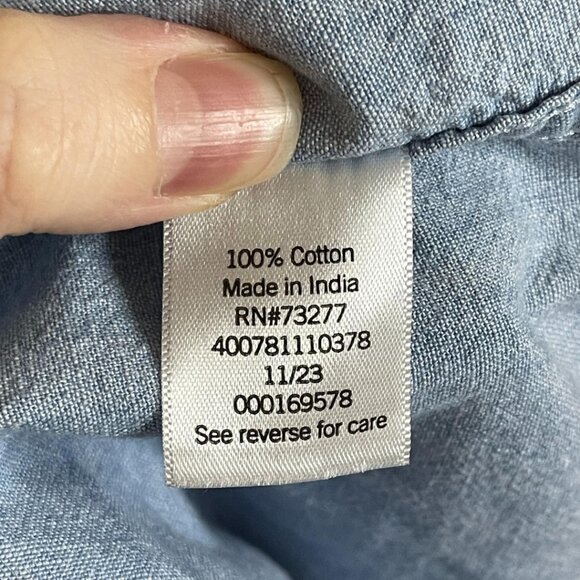 100% Cotton
Made in India
RN#73277
400781110378
11/23
000169578
See reverse for care